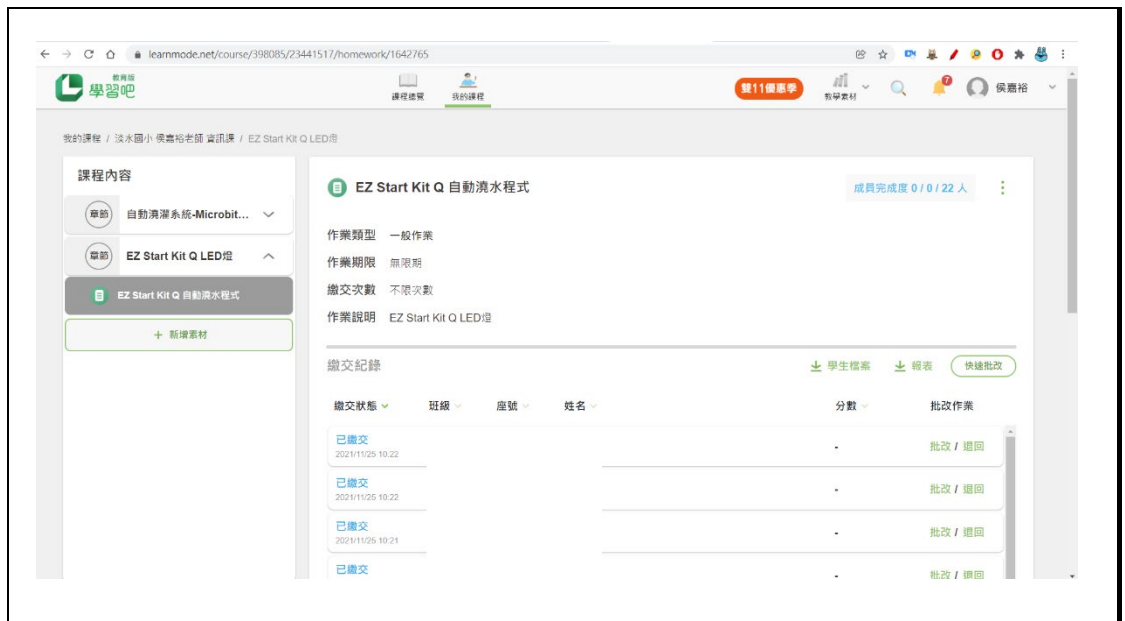 learnmode.net/course/398085/23441517/homework/1642765
教育版
學習吧
課程總覽
我的課程
雙11優惠季
教學素材
7
侯嘉裕
我的課程 / 淡水國小 侯嘉裕老師 資訊課 / EZ Start Kit Q LED燈
課程內容
章節 自動澆灌系統-Microbit...
章節 EZ Start Kit Q LED燈
EZ Start Kit Q 自動澆水程式
+ 新增素材
EZ Start Kit Q 自動澆水程式
成員完成度 0 / 0 / 22 人
作業類型 一般作業
作業期限 無限期
繳交次數 不限次數
作業說明 EZ Start Kit Q LED燈
繳交紀錄
學生檔案 報表 快速批改
繳交狀態 班級 座號 姓名 分數 批改作業
已繳交
2021/11/25 10:22
- 批改 / 退回
已繳交
2021/11/25 10:22
- 批改 / 退回
已繳交
2021/11/25 10:21
- 批改 / 退回
已繳交
- 批改 / 退回